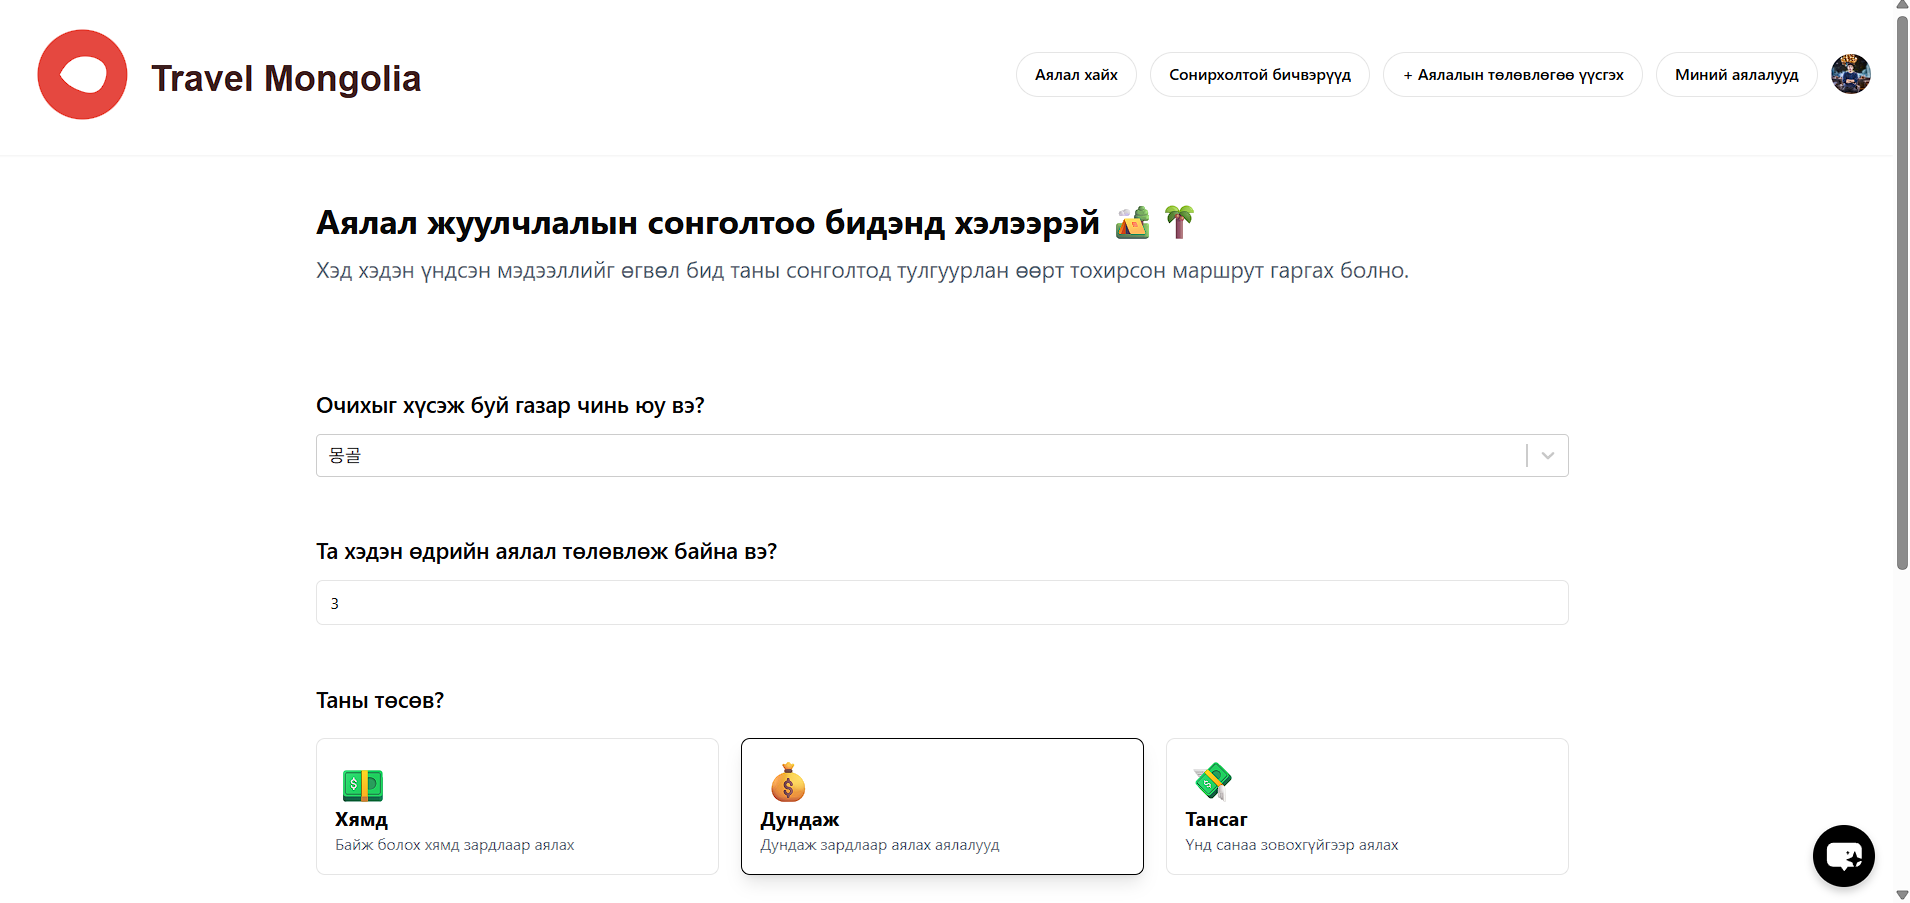 Travel Mongolia
Аялал хайх
Сонирхолтой бичвэрүүд
+ Аялалын төлөвлөгөө үүсгэх
Миний аялалууд
Аялал жуулчлалын сонголтоо бидэнд хэлээрэй
Хэд хэдэн үндсэн мэдээллийг өгвөл бид таны сонголтод тулгуурлан өөрт тохирсон маршрут гаргах болно.
Очихыг хүсэж буй газар чинь юу вэ?
몽골
Та хэдэн өдрийн аялал төлөвлөж байна вэ?
3
Таны төсөв?
Хямд
Байж болох хямд зардлаар аялах
Дундаж
Дундаж зардлаар аялах аялалууд
Тансаг
Үнд санаа зовохгүйгээр аялах